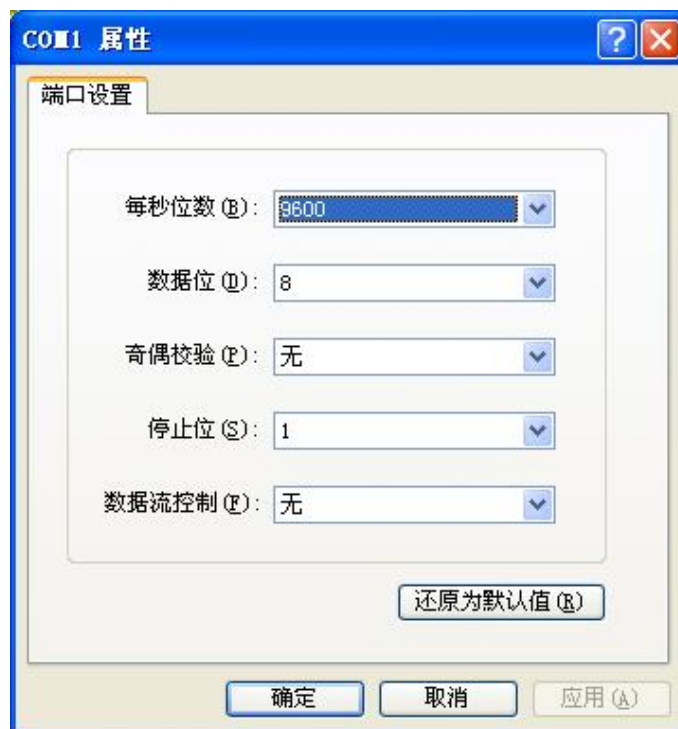 COM1 属性
端口设置
每秒位数(B): 9600
数据位(D): 8
奇偶校验(P): 无
停止位(S): 1
数据流控制(F): 无
还原为默认值(R)
确定 取消 应用(A)